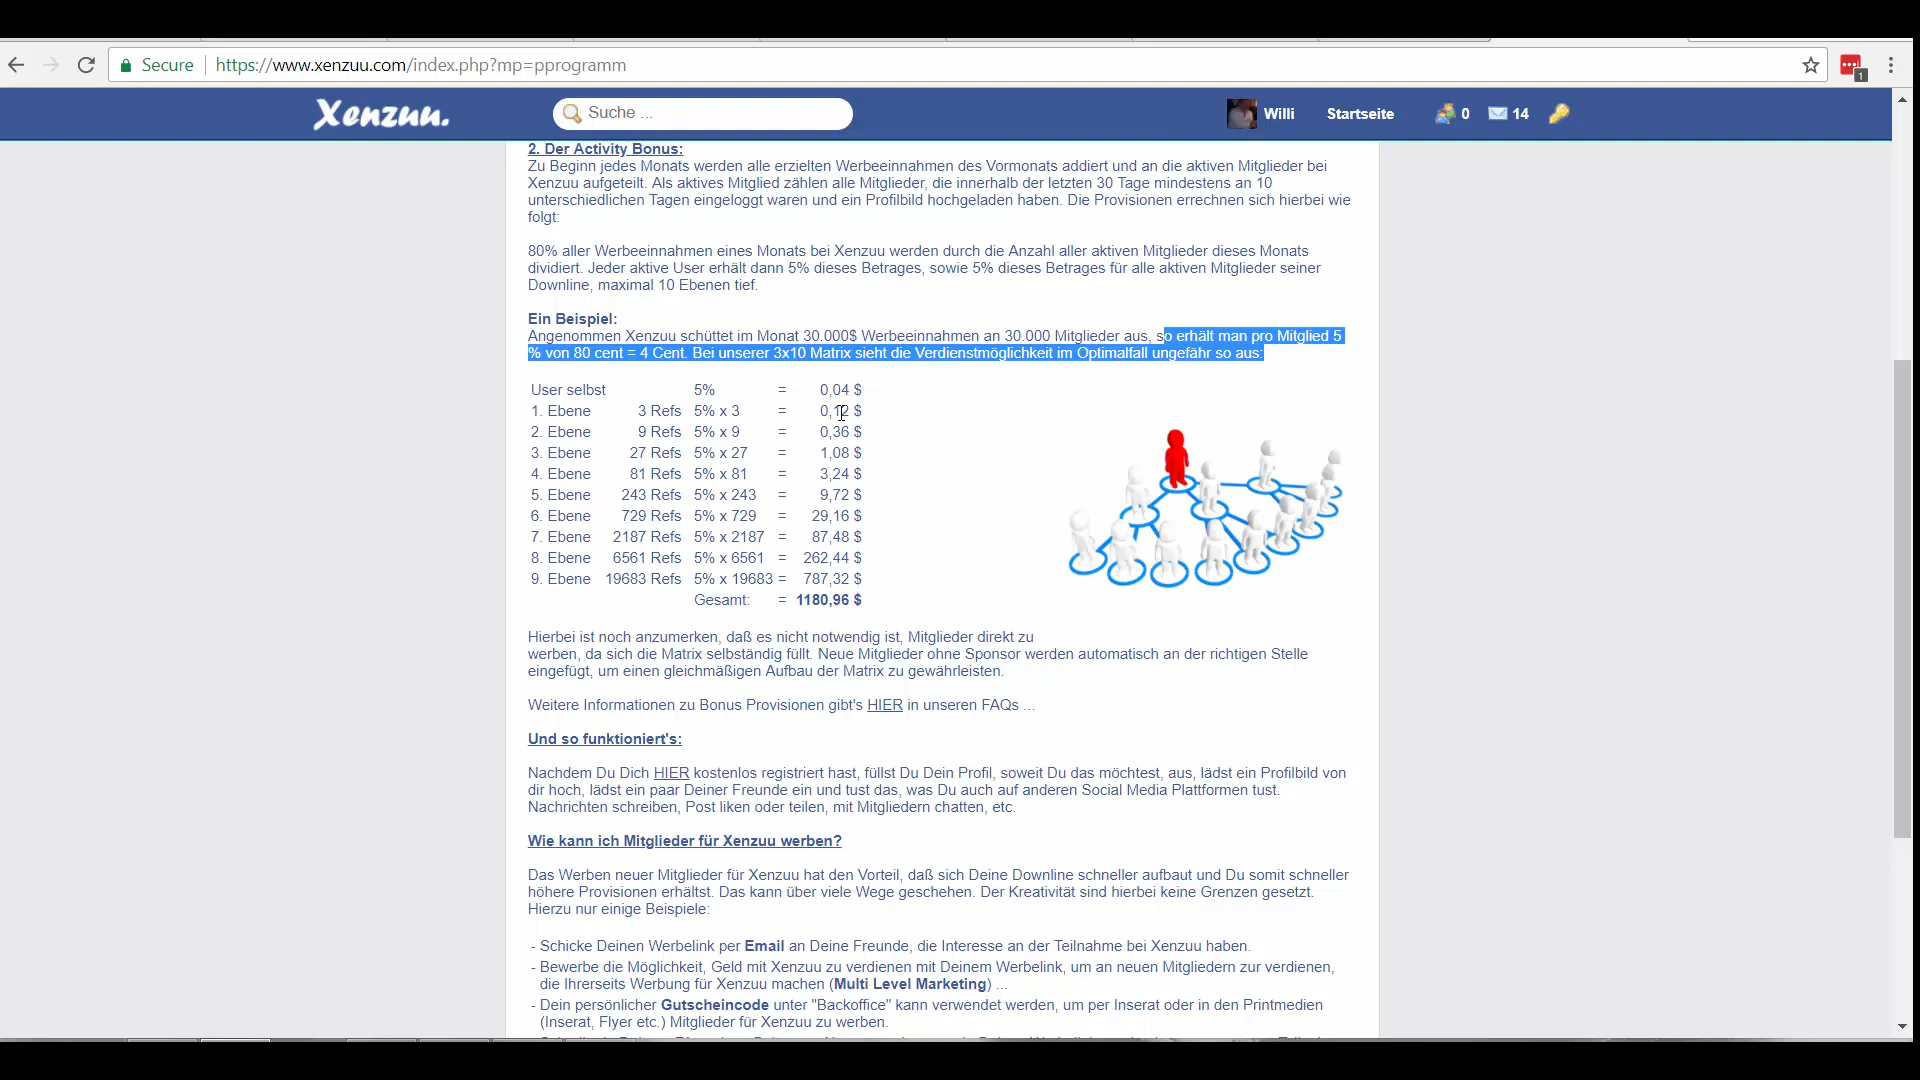 Secure https://www.xenzuu.com/index.php?mp=pprogramm
1
Xenzuu.
Suche ...
Willi
Startseite
0
14
2. Der Activity Bonus:
Zu Beginn jedes Monats werden alle erzielten Werbeeinnahmen des Vormonats addiert und an die aktiven Mitglieder bei
Xenzuu aufgeteilt. Als aktives Mitglied zählen alle Mitglieder, die innerhalb der letzten 30 Tage mindestens an 10
unterschiedlichen Tagen eingeloggt waren und ein Profilbild hochgeladen haben. Die Provisionen errechnen sich hierbei wie
folgt:
80% aller Werbeeinnahmen eines Monats bei Xenzuu werden durch die Anzahl aller aktiven Mitglieder dieses Monats
dividiert. Jeder aktive User erhält dann 5% dieses Betrages, sowie 5% dieses Betrages für alle aktiven Mitglieder seiner
Downline, maximal 10 Ebenen tief.
Ein Beispiel:
Angenommen Xenzuu schüttet im Monat 30.000$ Werbeeinnahmen an 30.000 Mitglieder aus, so erhält man pro Mitglied 5
% von 80 cent = 4 Cent. Bei unserer 3x10 Matrix sieht die Verdienstmöglichkeit im Optimalfall ungefähr so aus:
User selbst 5% = 0,04 $
1. Ebene 3 Refs 5% x 3 = 0,12 $
2. Ebene 9 Refs 5% x 9 = 0,36 $
3. Ebene 27 Refs 5% x 27 = 1,08 $
4. Ebene 81 Refs 5% x 81 = 3,24 $
5. Ebene 243 Refs 5% x 243 = 9,72 $
6. Ebene 729 Refs 5% x 729 = 29,16 $
7. Ebene 2187 Refs 5% x 2187 = 87,48 $
8. Ebene 6561 Refs 5% x 6561 = 262,44 $
9. Ebene 19683 Refs 5% x 19683 = 787,32 $
Gesamt: = 1180,96 $
Hierbei ist noch anzumerken, daß es nicht notwendig ist, Mitglieder direkt zu
werben, da sich die Matrix selbständig füllt. Neue Mitglieder ohne Sponsor werden automatisch an der richtigen Stelle
eingefügt, um einen gleichmäßigen Aufbau der Matrix zu gewährleisten.
Weitere Informationen zu Bonus Provisionen gibt's HIER in unseren FAQs ...
Und so funktioniert's:
Nachdem Du Dich HIER kostenlos registriert hast, füllst Du Dein Profil, soweit Du das möchtest, aus, lädst ein Profilbild von
dir hoch, lädst ein paar Deiner Freunde ein und tust das, was Du auch auf anderen Social Media Plattformen tust.
Nachrichten schreiben, Post liken oder teilen, mit Mitgliedern chatten, etc.
Wie kann ich Mitglieder für Xenzuu werben?
Das Werben neuer Mitglieder für Xenzuu hat den Vorteil, daß sich Deine Downline schneller aufbaut und Du somit schneller
höhere Provisionen erhältst. Das kann über viele Wege geschehen. Der Kreativität sind hierbei keine Grenzen gesetzt.
Hierzu nur einige Beispiele:
- Schicke Deinen Werbelink per Email an Deine Freunde, die Interesse an der Teilnahme bei Xenzuu haben.
- Bewerbe die Möglichkeit, Geld mit Xenzuu zu verdienen mit Deinem Werbelink, um an neuen Mitgliedern zur verdienen,
die Ihrerseits Werbung für Xenzuu machen (Multi Level Marketing) ...
- Dein persönlicher Gutscheincode unter "Backoffice" kann verwendet werden, um per Inserat oder in den Printmedien
(Inserat, Flyer etc.) Mitglieder für Xenzuu zu werben.